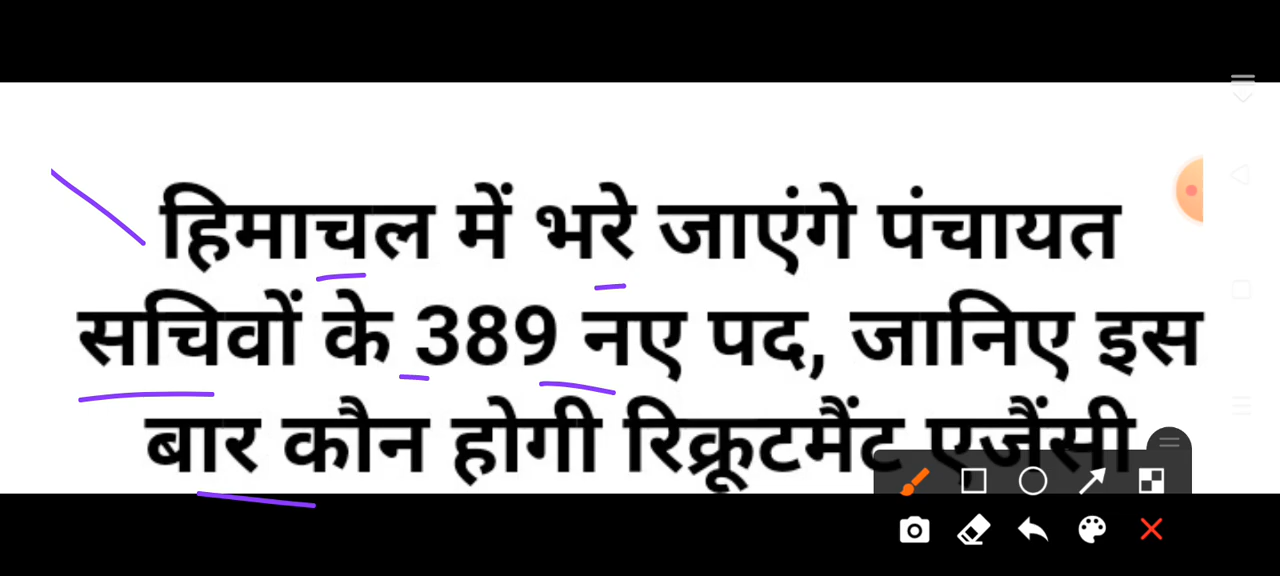 हिमाचल में भरे जाएंगे पंचायत
सचिवों के 389 नए पद, जानिए इस
बार कौन होगी रिक्रूटमैंट एजैंसी